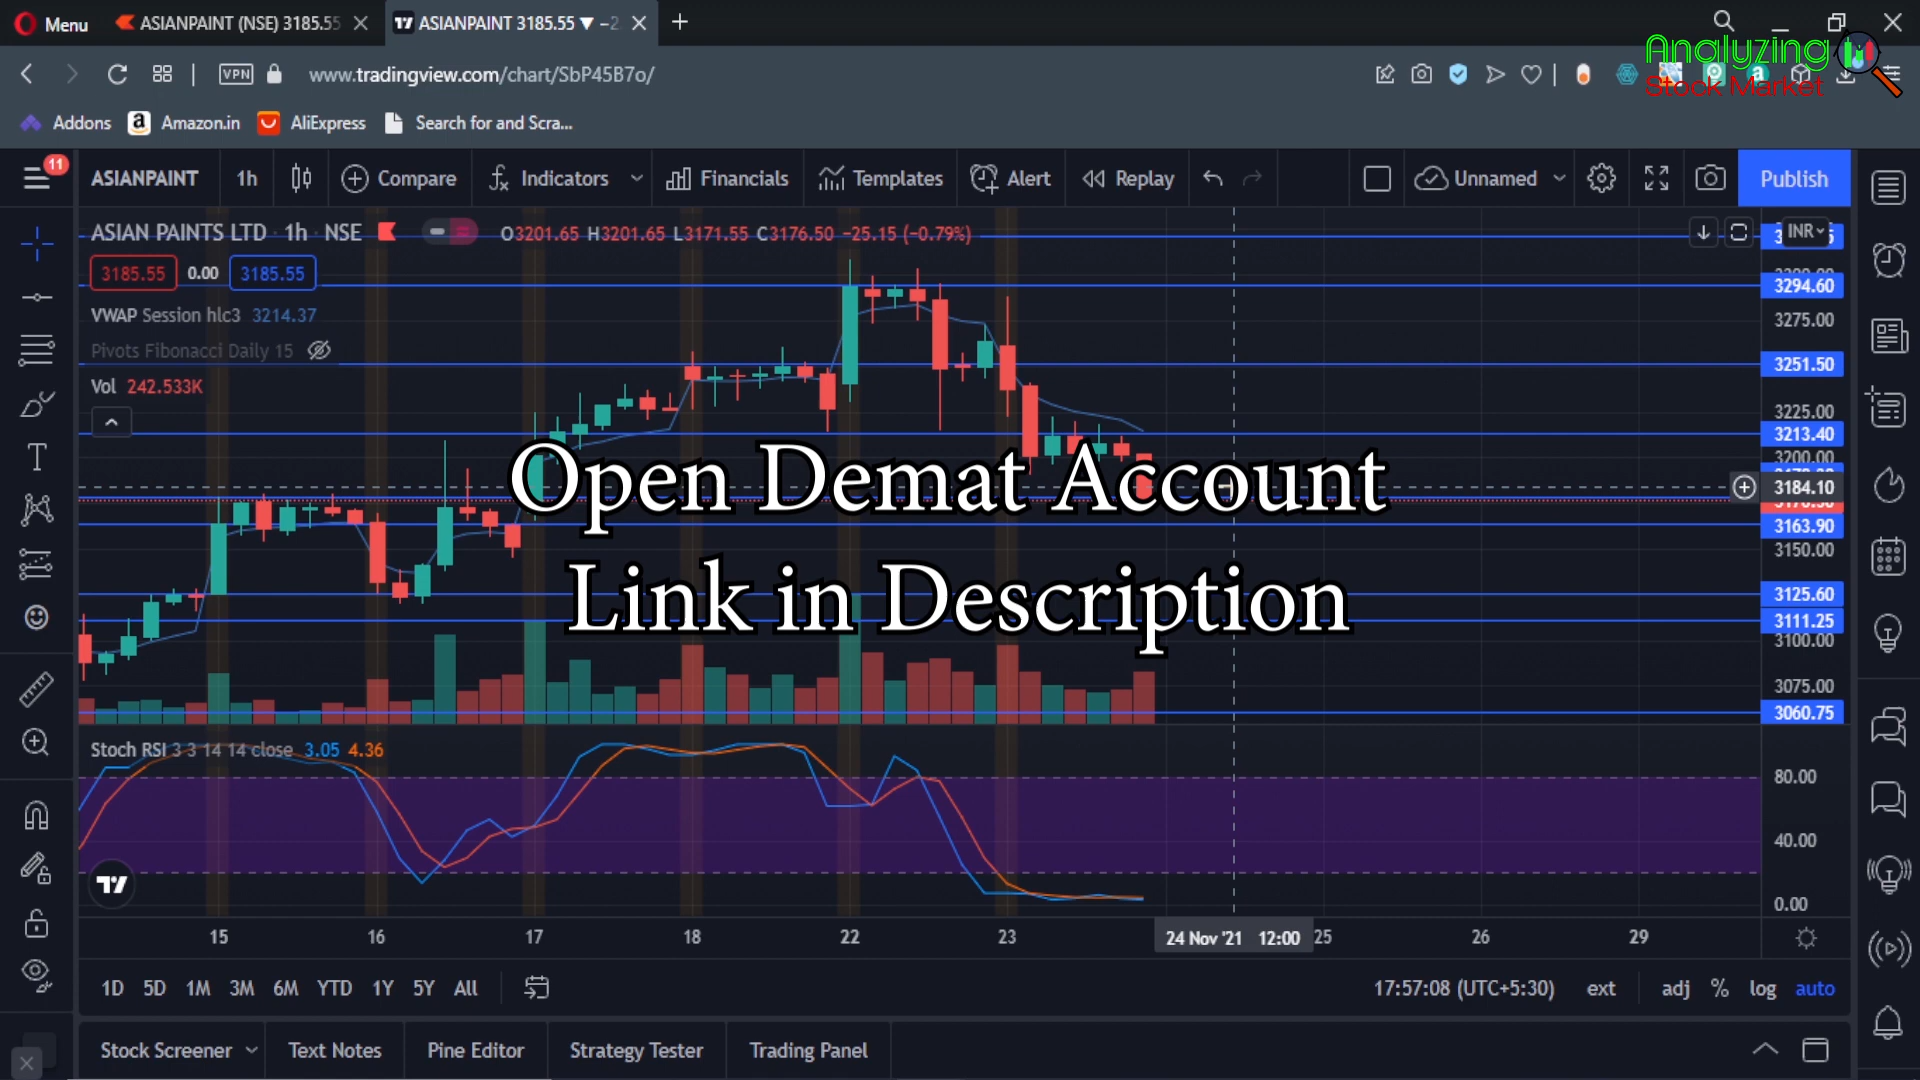 Menu
ASIANPAINT (NSE) 3185.55
ASIANPAINT 3185.55 ▼ −2
Analyzing
Stock Market
VPN
www.tradingview.com/chart/SbP45B7o/
Addons
Amazon.in
AliExpress
Search for and Scra...
11
ASIANPAINT
1h
Compare
Indicators
Financials
Templates
Alert
Replay
Unnamed
Publish
ASIAN PAINTS LTD · 1h · NSE
O3201.65 H3201.65 L3171.55 C3176.50 −25.15 (−0.79%)
INR
3185.55 0.00 3185.55
3294.60
VWAP Session hlc3 3214.37
3275.00
Pivots Fibonacci Daily 15
3251.50
Vol 242.533K
3225.00
3213.40
3200.00
Open Demat Account
3184.10
3163.90
3150.00
Link in Description
3125.60
3111.25
3100.00
3075.00
3060.75
Stoch RSI 3 3 14 14 close 3.05 4.36
80.00
40.00
0.00
15 16 17 18 22 23 24 Nov '21 12:00 25 26 29
1D 5D 1M 3M 6M YTD 1Y 5Y All
17:57:08 (UTC+5:30) ext adj % log auto
Stock Screener
Text Notes
Pine Editor
Strategy Tester
Trading Panel